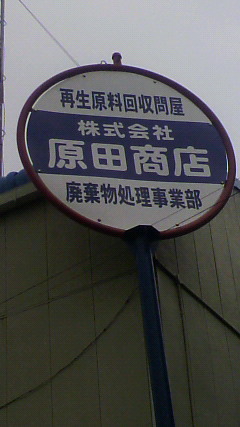 再生原料回収問屋
株式会社
原田商店
廃棄物処理事業部